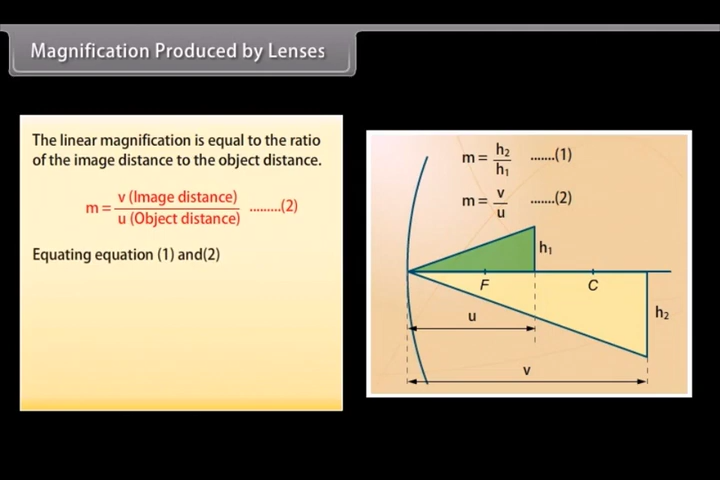 Magnification Produced by Lenses
The linear magnification is equal to the ratio
of the image distance to the object distance.
m = v (Image distance) / u (Object distance) .........(2)
Equating equation (1) and(2)
m = h₂ / h₁ .......(1)
m = v / u .......(2)
h₁
F
C
u
h₂
v